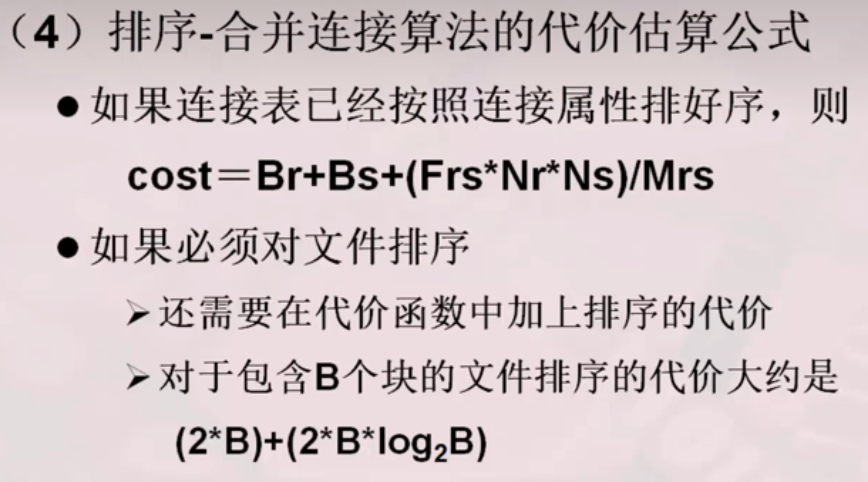 （4）排序-合并连接算法的代价估算公式
●如果连接表已经按照连接属性排好序，则
cost＝Br+Bs+(Frs*Nr*Ns)/Mrs
●如果必须对文件排序
➢还需要在代价函数中加上排序的代价
➢对于包含B个块的文件排序的代价大约是
(2*B)+(2*B*log₂B)